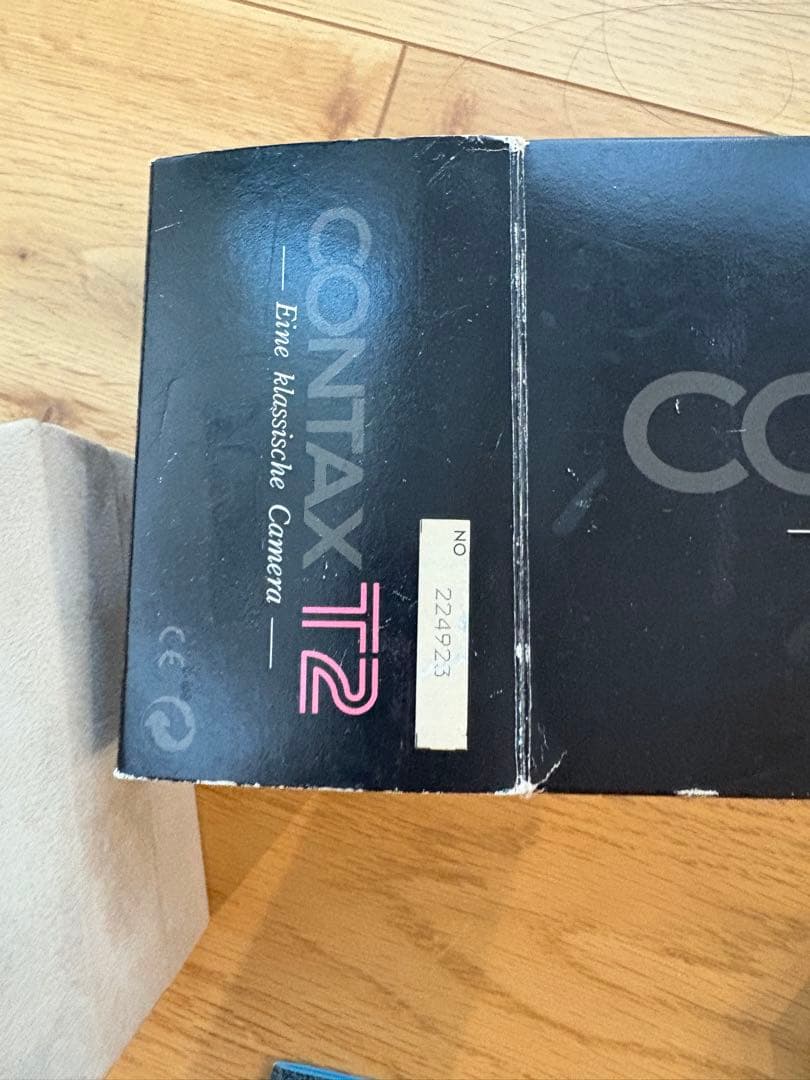 CONTAX T2
— Eine klassische Camera —
NO 224923
CE
CO